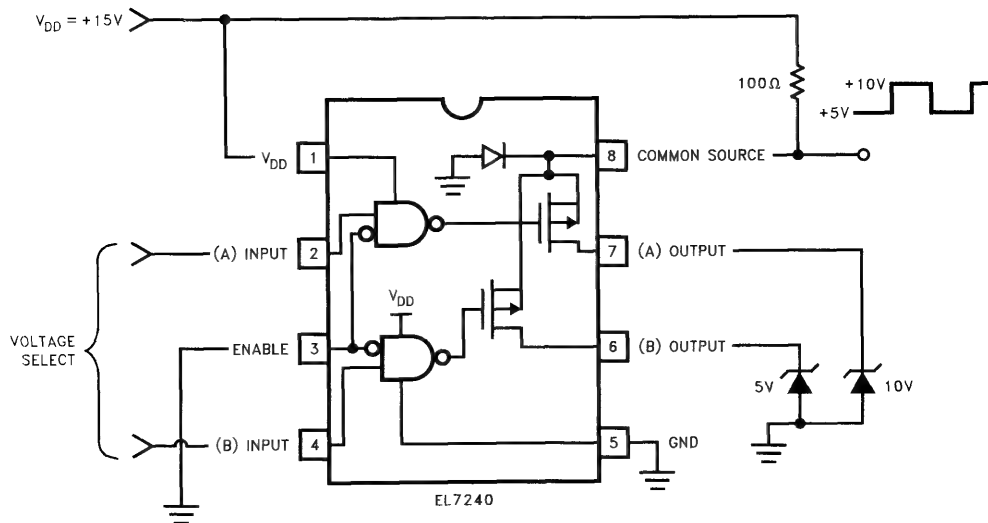 V_DD = +15V
100Ω
+10V
+5V
V_DD
1
8
COMMON SOURCE
(A) INPUT
2
7
(A) OUTPUT
V_DD
VOLTAGE
SELECT
ENABLE
3
6
(B) OUTPUT
5V
10V
(B) INPUT
4
5
GND
EL7240